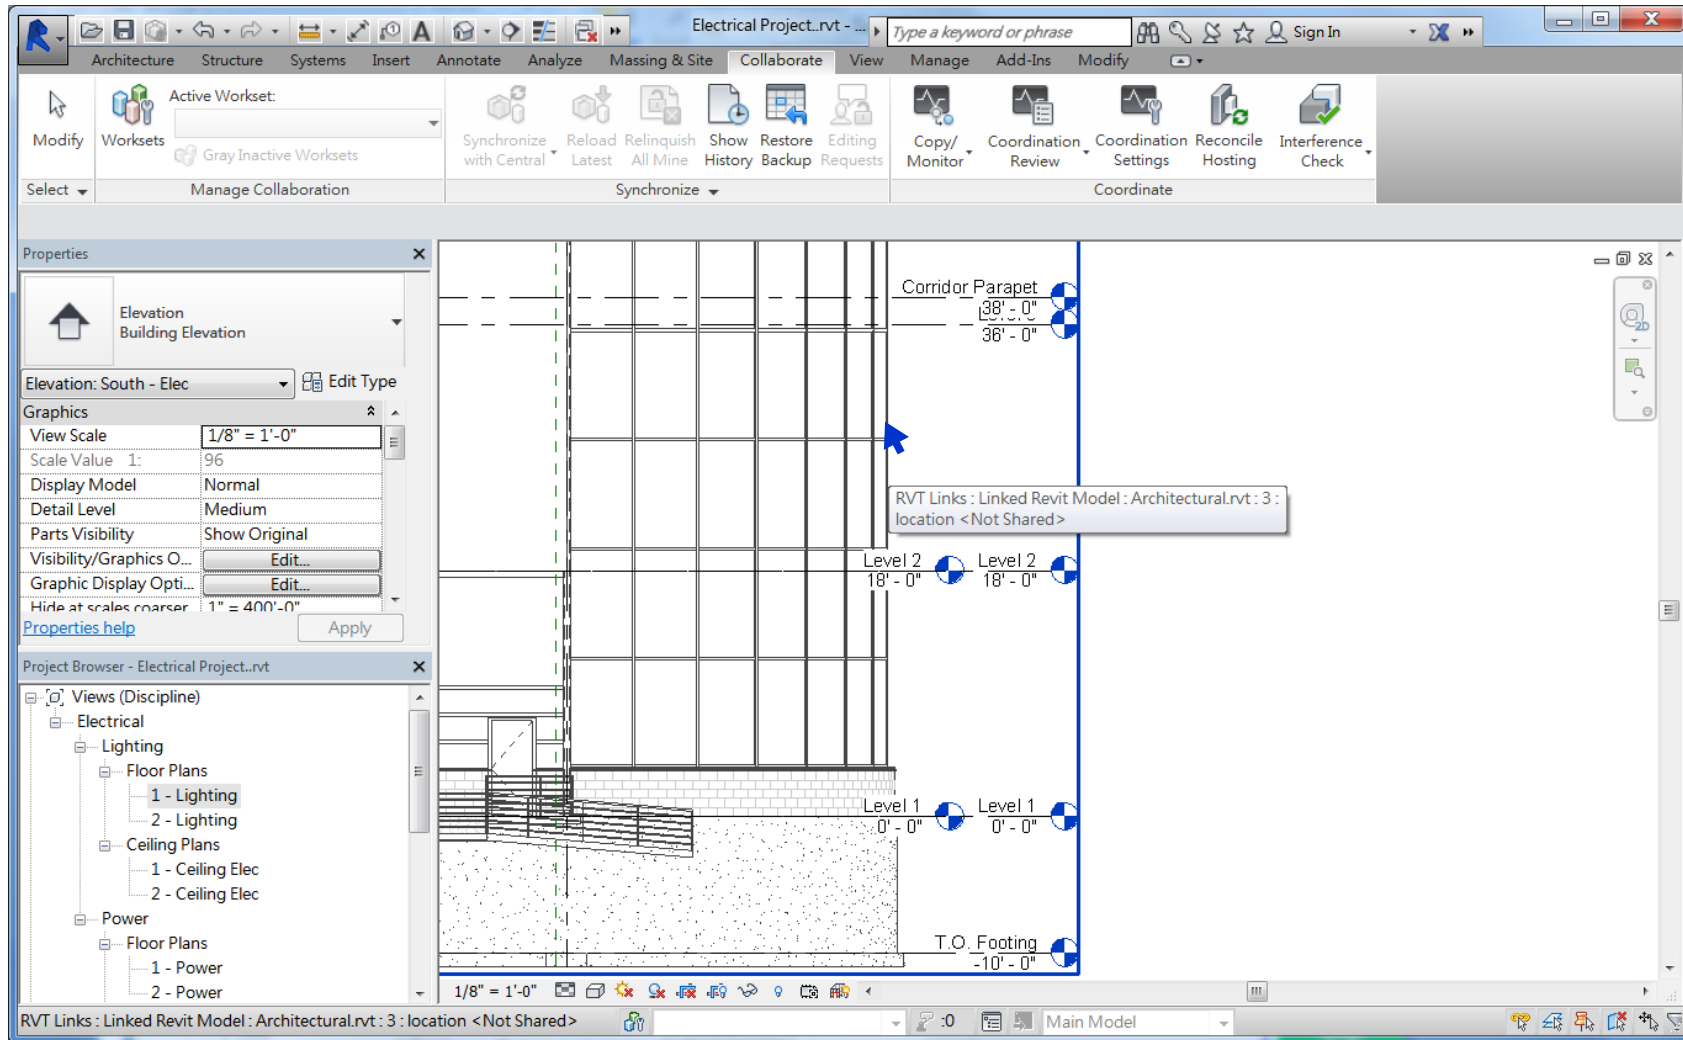 Electrical Project..rvt - ...
Type a keyword or phrase
Sign In
Architecture Structure Systems Insert Annotate Analyze Massing & Site Collaborate View Manage Add-Ins Modify
Modify
Worksets
Active Workset:
Gray Inactive Worksets
Synchronize with Central
Reload Latest
Relinquish All Mine
Show History
Restore Backup
Editing Requests
Copy/ Monitor
Coordination Review
Coordination Settings
Reconcile Hosting
Interference Check
Select Manage Collaboration Synchronize Coordinate
Properties
Elevation
Building Elevation
Elevation: South - Elec Edit Type
Graphics
View Scale 1/8" = 1'-0"
Scale Value 1: 96
Display Model Normal
Detail Level Medium
Parts Visibility Show Original
Visibility/Graphics O... Edit...
Graphic Display Opti... Edit...
Hide at scales coarser 1" = 400'-0"
Properties help Apply
Project Browser - Electrical Project..rvt
Views (Discipline)
Electrical
Lighting
Floor Plans
1 - Lighting
2 - Lighting
Ceiling Plans
1 - Ceiling Elec
2 - Ceiling Elec
Power
Floor Plans
1 - Power
2 - Power
Corridor Parapet
38' - 0"
36' - 0"
2D
RVT Links : Linked Revit Model : Architectural.rvt : 3 :
location <Not Shared>
Level 2 Level 2
18' - 0" 18' - 0"
Level 1 Level 1
0' - 0" 0' - 0"
T.O. Footing
-10' - 0"
1/8" = 1'-0"
RVT Links : Linked Revit Model : Architectural.rvt : 3 : location <Not Shared> :0 Main Model